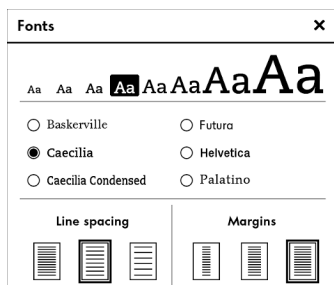 Fonts ×
Aa Aa Aa Aa Aa Aa Aa Aa
Baskerville Futura
Caecilia Helvetica
Caecilia Condensed Palatino
Line spacing Margins